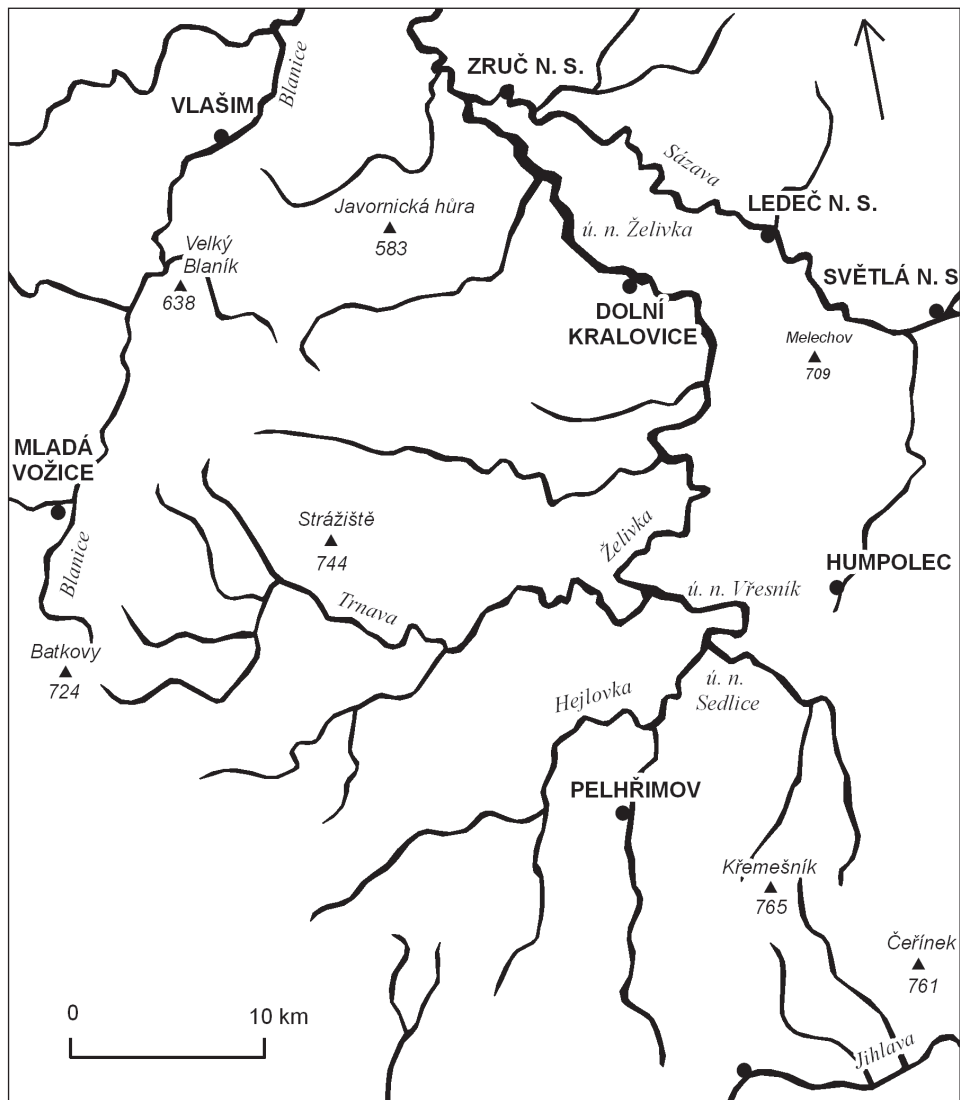 ZRUČ N. S.
Blanice
VLAŠIM
Sázava
Javornická hůra
583
LEDEČ N. S.
ú. n. Želivka
Velký
Blaník
638
SVĚTLÁ N. S
DOLNÍ
KRALOVICE
Melechov
709
MLADÁ
VOŽICE
Strážiště
744
Želivka
Blanice
HUMPOLEC
ú. n. Vřesník
Trnava
Batkovy
724
ú. n.
Sedlice
Hejlovka
PELHŘIMOV
Křemešník
765
Čeřínek
761
0
10 km
Jihlava